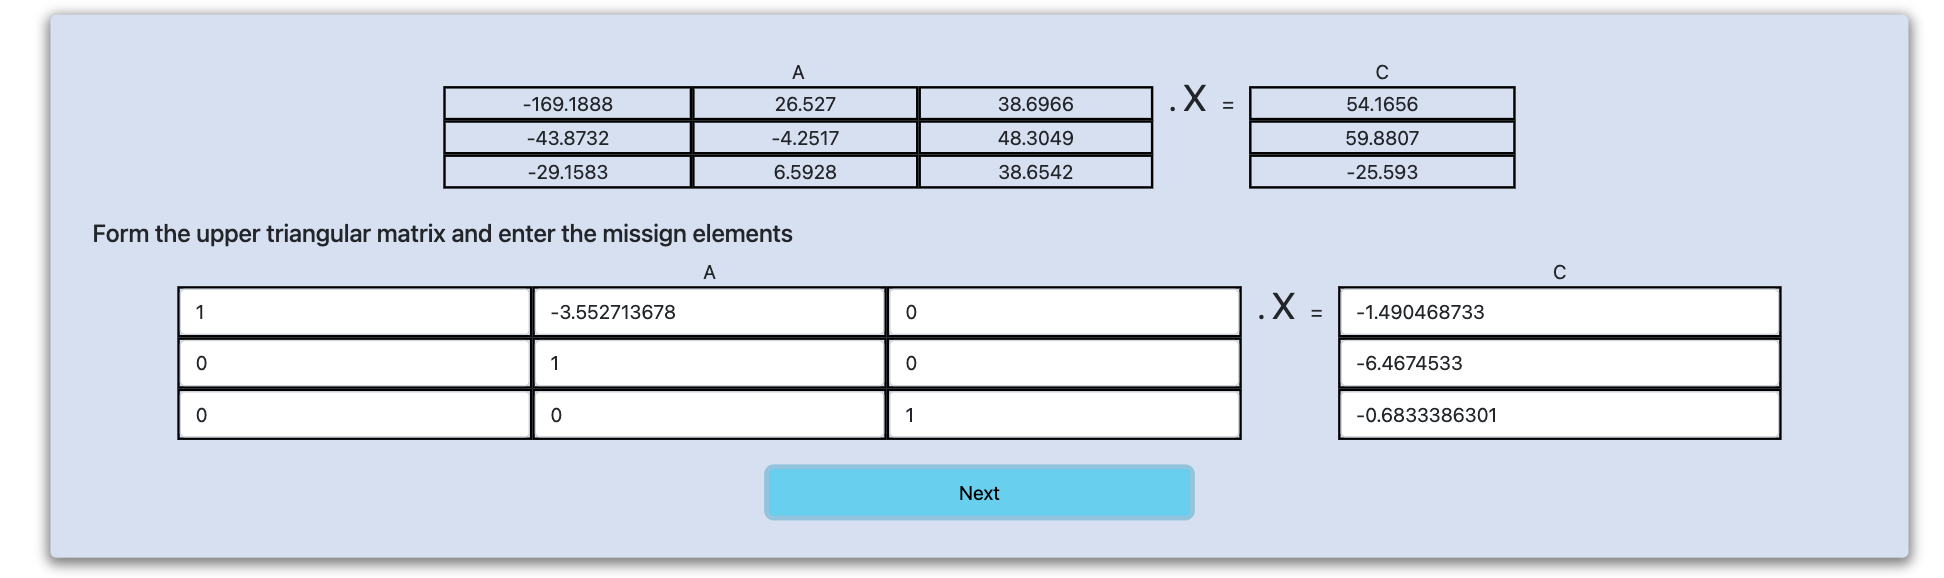 A C
-169.1888 26.527 38.6966 . X = 54.1656
-43.8732 -4.2517 48.3049 59.8807
-29.1583 6.5928 38.6542 -25.593
Form the upper triangular matrix and enter the missign elements
A C
1 -3.552713678 0 . X = -1.490468733
0 1 0 -6.4674533
0 0 1 -0.6833386301
Next